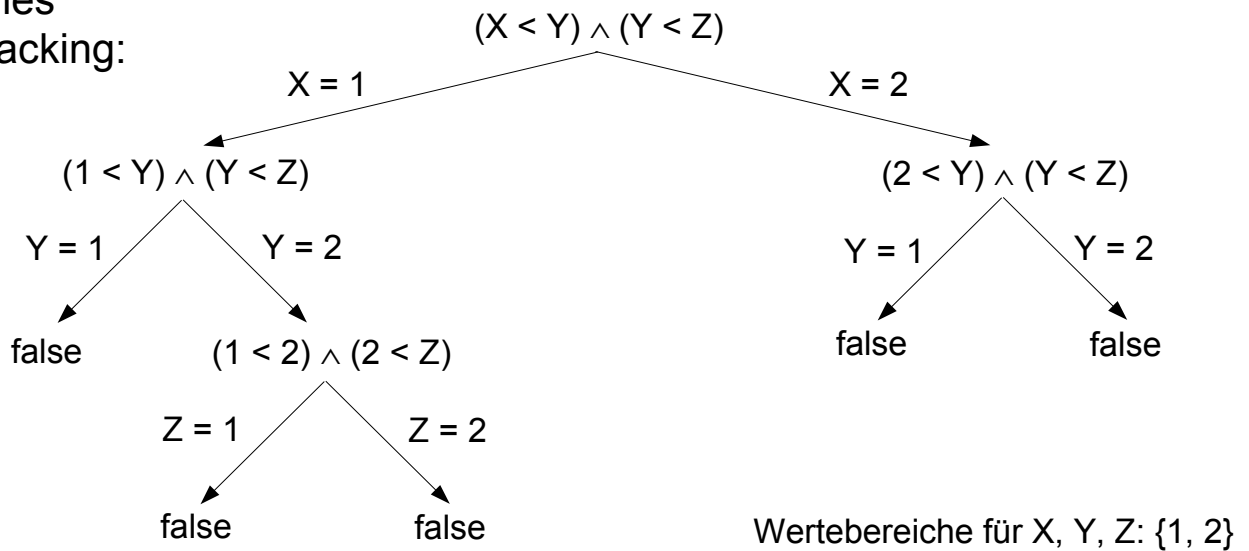 acking:
(X < Y) ∧ (Y < Z)
X = 1
X = 2
(1 < Y) ∧ (Y < Z)
(2 < Y) ∧ (Y < Z)
Y = 1
Y = 2
Y = 1
Y = 2
false
(1 < 2) ∧ (2 < Z)
false
false
Z = 1
Z = 2
false
false
Wertebereiche für X, Y, Z: {1, 2}